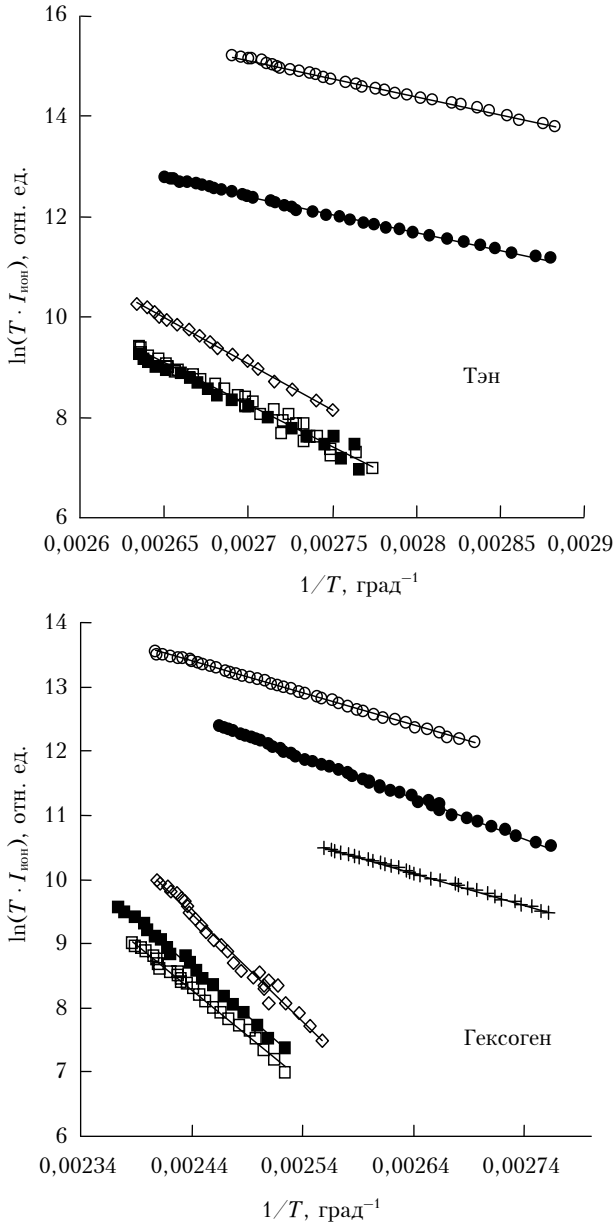 16
14
12
10
8
6
ln(T · Iион), отн. ед.
Тэн
0,0026 0,00265 0,0027 0,00275 0,0028 0,00285 0,0029
1/T, град⁻¹
14
13
12
11
10
9
8
7
6
ln(T · Iион), отн. ед.
Гексоген
0,00234 0,00244 0,00254 0,00264 0,00274
1/T, град⁻¹